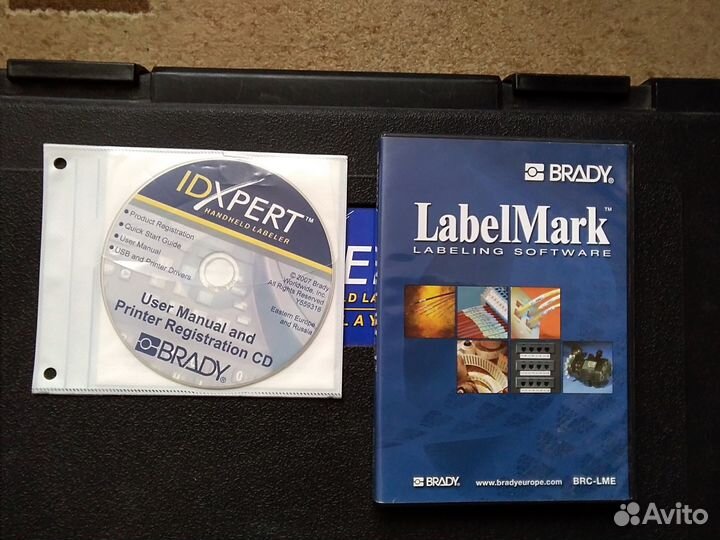 IDXPERT™
HANDHELD LABELER
• Product Registration
• Quick Start Guide
• User Manual
• USB and Printer Drivers
© 2007 Brady
Worldwide, Inc.
All Rights Reserved
Y559318
Eastern Europe
and Russia
User Manual and
Printer Registration CD
BRADY®
BRADY®
LabelMark™
LABELING SOFTWARE
BRADY®
www.bradyeurope.com
BRC-LME
Avito